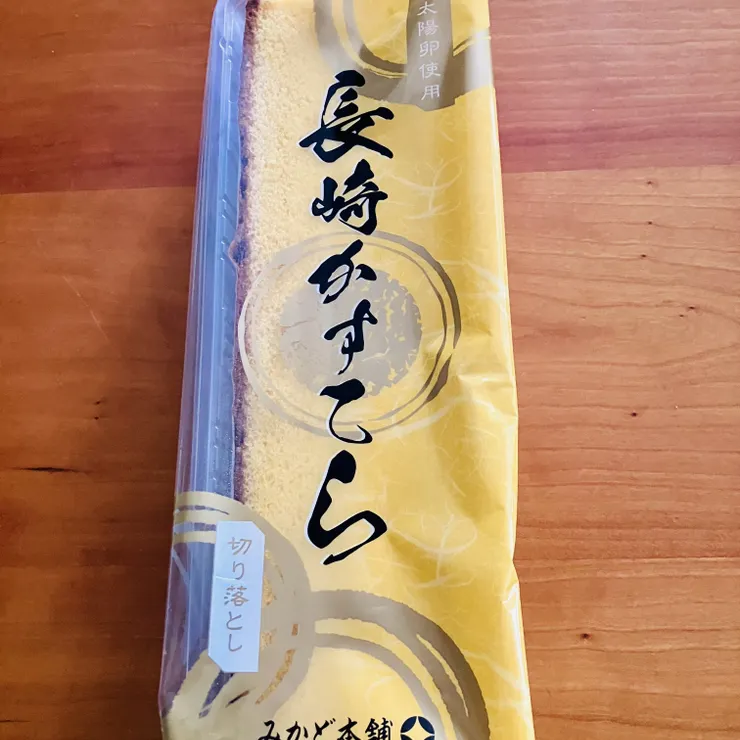 太陽卵使用
長崎かすてら
切り落とし
みかど本舗